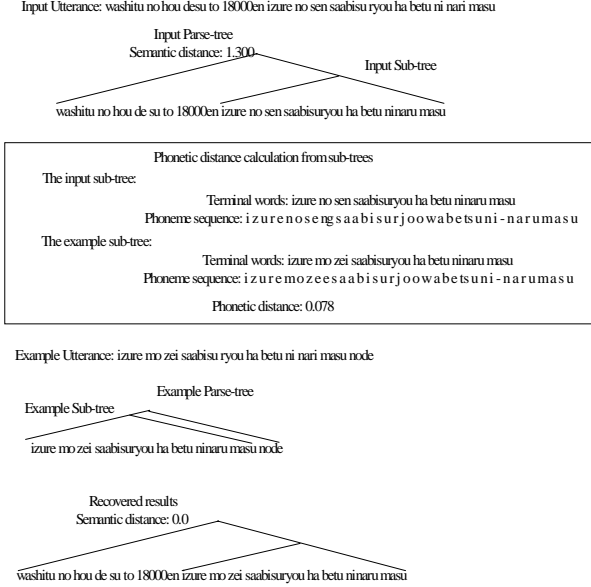 Input Utterance: washitu no hou desu to 18000en izure no sen saabisu ryou ha betu ni nari masu
Input Parse-tree
Semantic distance: 1.300
Input Sub-tree
washitu no hou de su to 18000en izure no sen saabisuryou ha betu ninaru masu
Phonetic distance calculation from sub-trees
The input sub-tree:
Terminal words: izure no sen saabisuryou ha betu ninaru masu
Phoneme sequence: i z u r e n o s e ng s a a b i s u r j o o w a b e ts u n i - n a r u m a s u
The example sub-tree:
Terminal words: izure mo zei saabisuryou ha betu ninaru masu
Phoneme sequence: i z u r e m o z e e s a a b i s u r j o o w a b e ts u n i - n a r u m a s u
Phonetic distance: 0.078
Example Utterance: izure mo zei saabisu ryou ha betu ni nari masu node
Example Parse-tree
Example Sub-tree
izure mo zei saabisuryou ha betu ninaru masu node
Recovered results
Semantic distance: 0.0
washitu no hou de su to 18000en izure mo zei saabisuryou ha betu ninaru masu